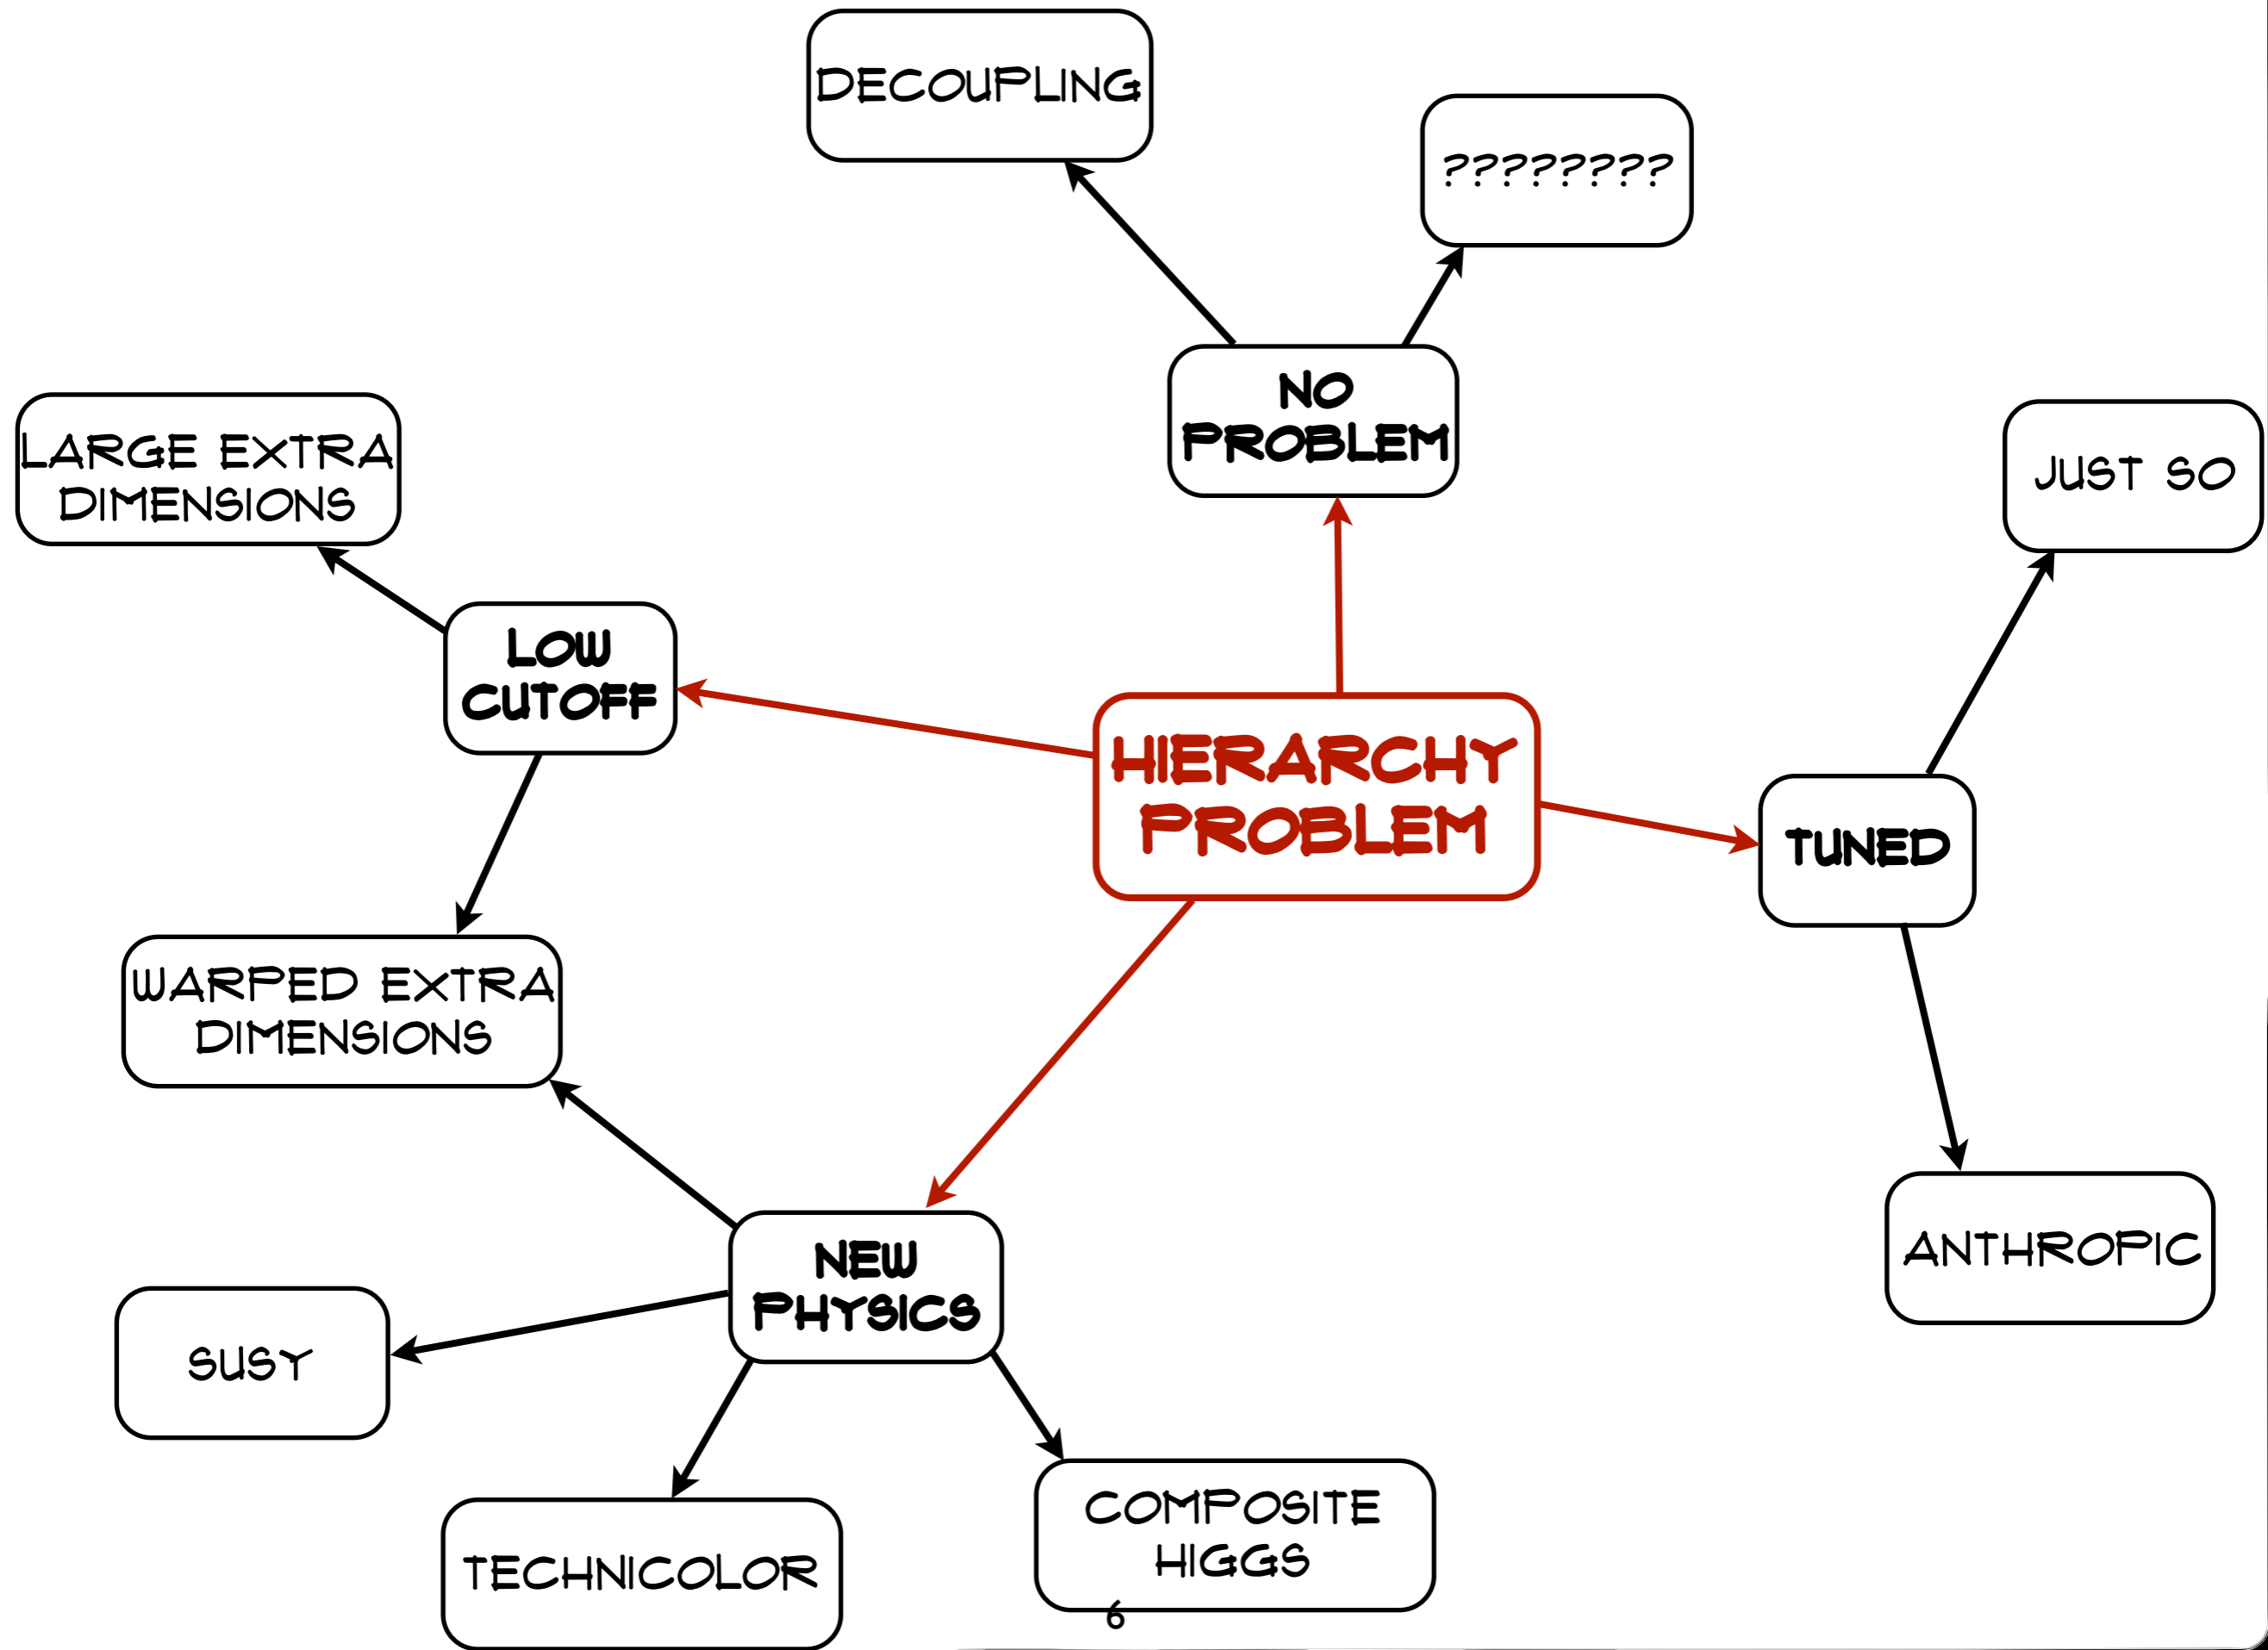 DECOUPLING
????????
NO
PROBLEM
LARGE EXTRA
DIMENSIONS
JUST SO
LOW
CUTOFF
HIERARCHY
PROBLEM
TUNED
WARPED EXTRA
DIMENSIONS
ANTHROPIC
NEW
PHYSICS
SUSY
COMPOSITE
HIGGS
TECHNICOLOR
6